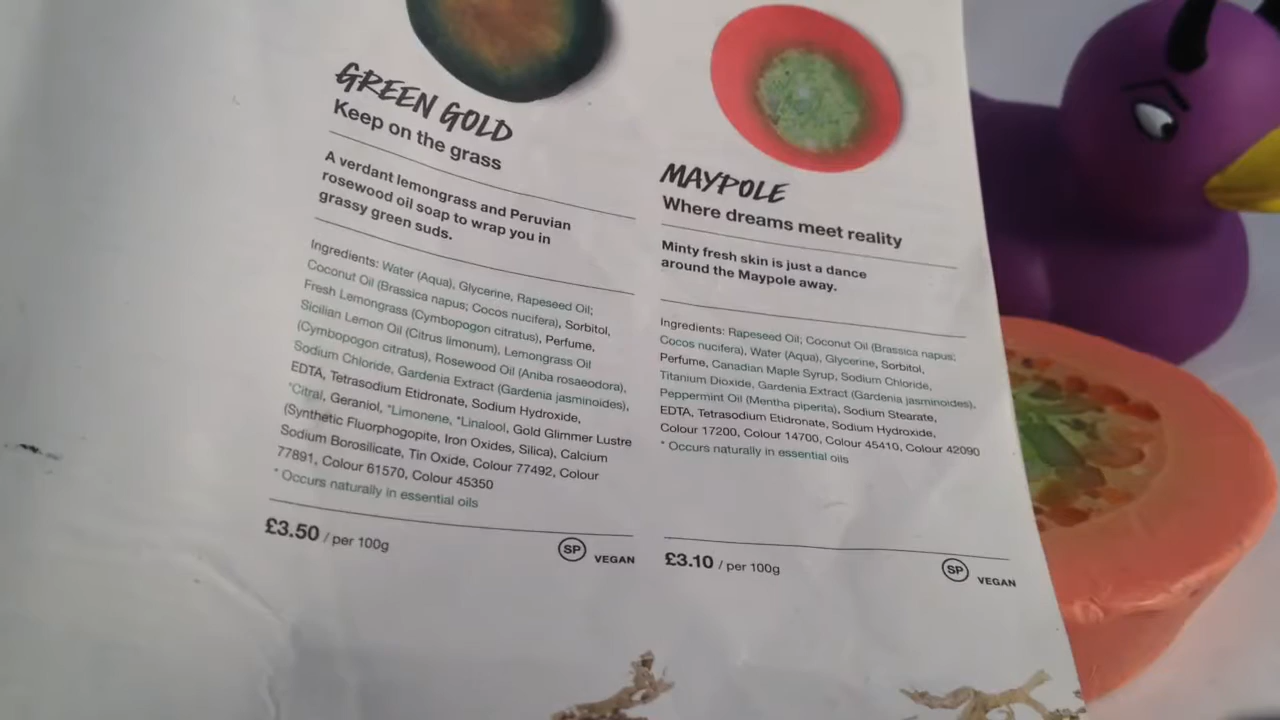 GREEN GOLD
Keep on the grass
A verdant lemongrass and Peruvian
rosewood oil soap to wrap you in
grassy green suds.
Ingredients: Water (Aqua), Glycerine, Rapeseed Oil;
Coconut Oil (Brassica napus; Cocos nucifera), Sorbitol,
Fresh Lemongrass (Cymbopogon citratus), Perfume,
Sicilian Lemon Oil (Citrus limonum), Lemongrass Oil
(Cymbopogon citratus), Rosewood Oil (Aniba rosaeodora),
Sodium Chloride, Gardenia Extract (Gardenia jasminoides),
EDTA, Tetrasodium Etidronate, Sodium Hydroxide,
*Citral, Geraniol, *Limonene, *Linalool, Gold Glimmer Lustre
(Synthetic Fluorphogopite, Iron Oxides, Silica), Calcium
Sodium Borosilicate, Tin Oxide, Colour 77492, Colour
77891, Colour 61570, Colour 45350
* Occurs naturally in essential oils
£3.50 / per 100g
SP VEGAN
MAYPOLE
Where dreams meet reality
Minty fresh skin is just a dance
around the Maypole away.
Ingredients: Rapeseed Oil; Coconut Oil (Brassica napus;
Cocos nucifera), Water (Aqua), Glycerine, Sorbitol,
Perfume, Canadian Maple Syrup, Sodium Chloride,
Titanium Dioxide, Gardenia Extract (Gardenia jasminoides),
Peppermint Oil (Mentha piperita), Sodium Stearate,
EDTA, Tetrasodium Etidronate, Sodium Hydroxide,
Colour 17200, Colour 14700, Colour 45410, Colour 42090
* Occurs naturally in essential oils
£3.10 / per 100g
SP VEGAN